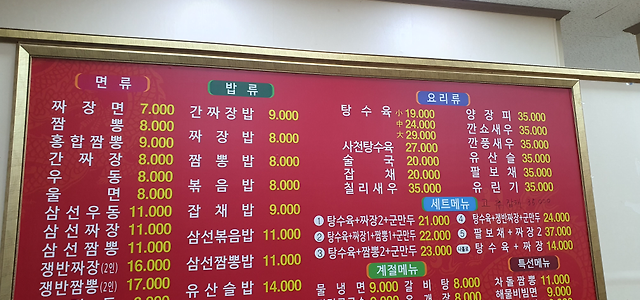 면류
짜장면 7.000
짬뽕 8.000
홍합짬뽕 9.000
간짜장 8.000
우동 8.000
울면 8.000
삼선우동 11.000
삼선짜장 11.000
삼선짬뽕 11.000
쟁반짜장(2인) 16.000
쟁반짬뽕(2인) 17.000
밥류
간짜장밥 9.000
짜장밥 8.000
짬뽕밥 8.000
볶음밥 8.000
잡채밥 9.000
삼선볶음밥 11.000
삼선짬뽕밥 11.000
유산슬밥 14.000
요리류
탕수육 小 19.000
中 24.000
大 29.000
사천탕수육 27.000
술국 20.000
잡채 20.000
칠리새우 35.000
양장피 35.000
깐쇼새우 35.000
깐풍새우 35.000
유산슬 35.000
팔보채 35.000
유린기 35.000
세트메뉴
① 탕수육+짜장2+군만두 21.000
② 탕수육+짜장1+짬뽕1+군만두 22.000
③ 탕수육+짬뽕2+군만두 23.000
④ 탕수육+쟁반짜장+군만두 24.000
⑤ 팔보채+짜장2 37.000
탕수육+짜장 14.000
계절메뉴
물냉면 9.000
갈비탕 8.000
육개장 8.000
특선메뉴
차돌짬뽕 11.000
해물비빔면 9.000